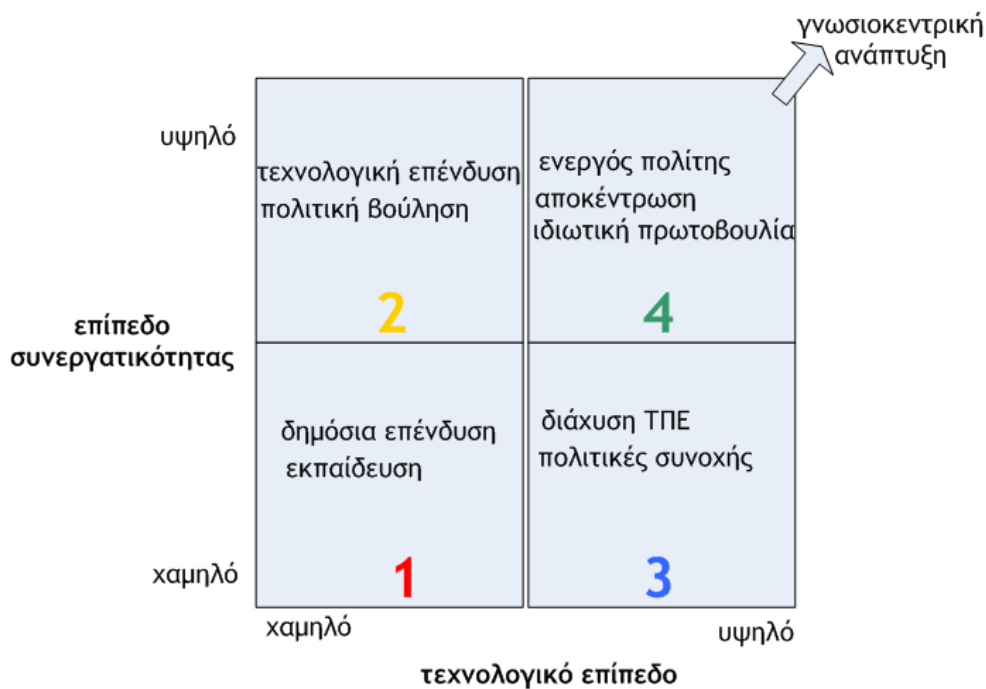 γνωσιοκεντρική
ανάπτυξη
υψηλό
τεχνολογική επένδυση
πολιτική βούληση
2
ενεργός πολίτης
αποκέντρωση
ιδιωτική πρωτοβουλία
4
επίπεδο
συνεργατικότητας
δημόσια επένδυση
εκπαίδευση
1
διάχυση ΤΠΕ
πολιτικές συνοχής
3
χαμηλό
χαμηλό
υψηλό
τεχνολογικό επίπεδο